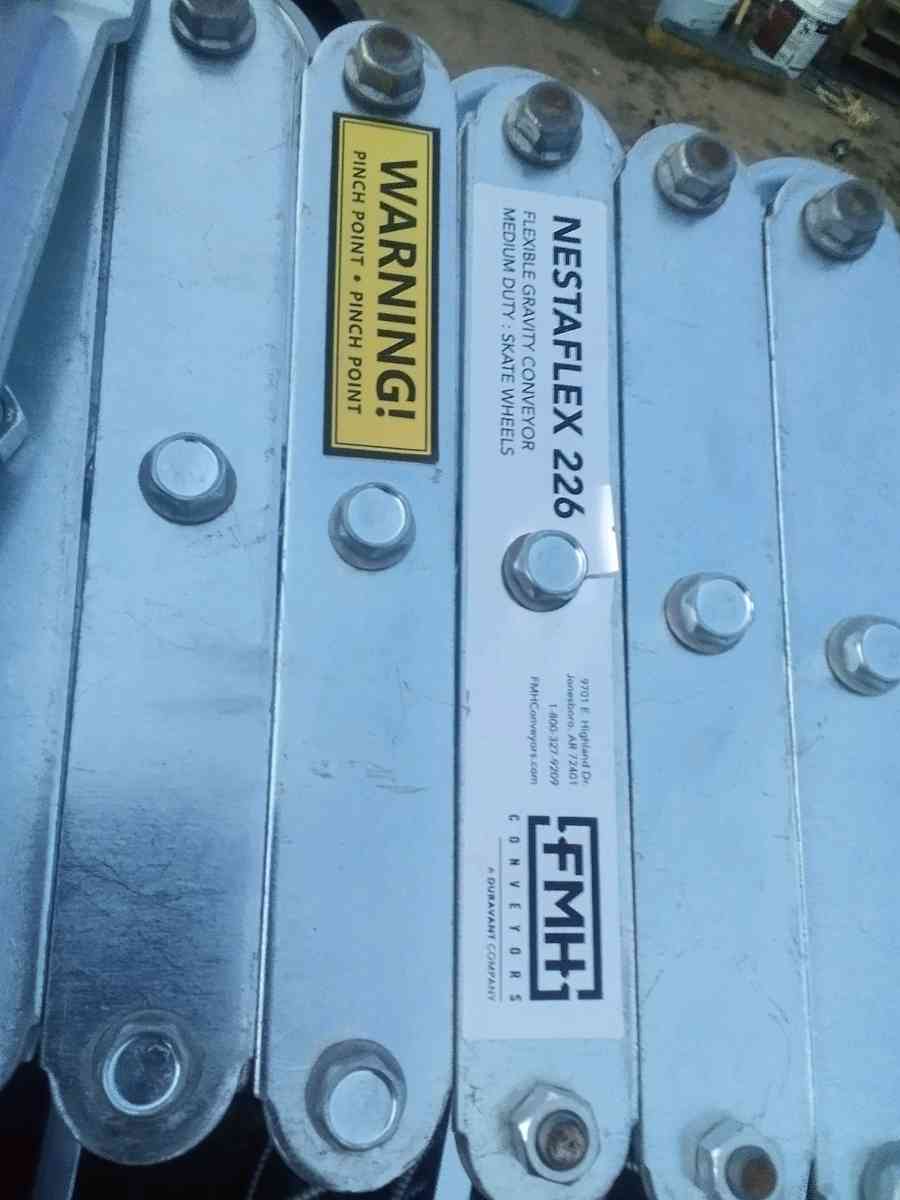 WARNING!
PINCH POINT • PINCH POINT
NESTAFLEX 226
FLEXIBLE GRAVITY CONVEYOR
MEDIUM DUTY : SKATE WHEELS
9701 E. Highland Dr.
Jonesboro, AR 72401
1-800-327-9209
FMHConveyors.com
FMH
CONVEYORS
A DURAVANT COMPANY